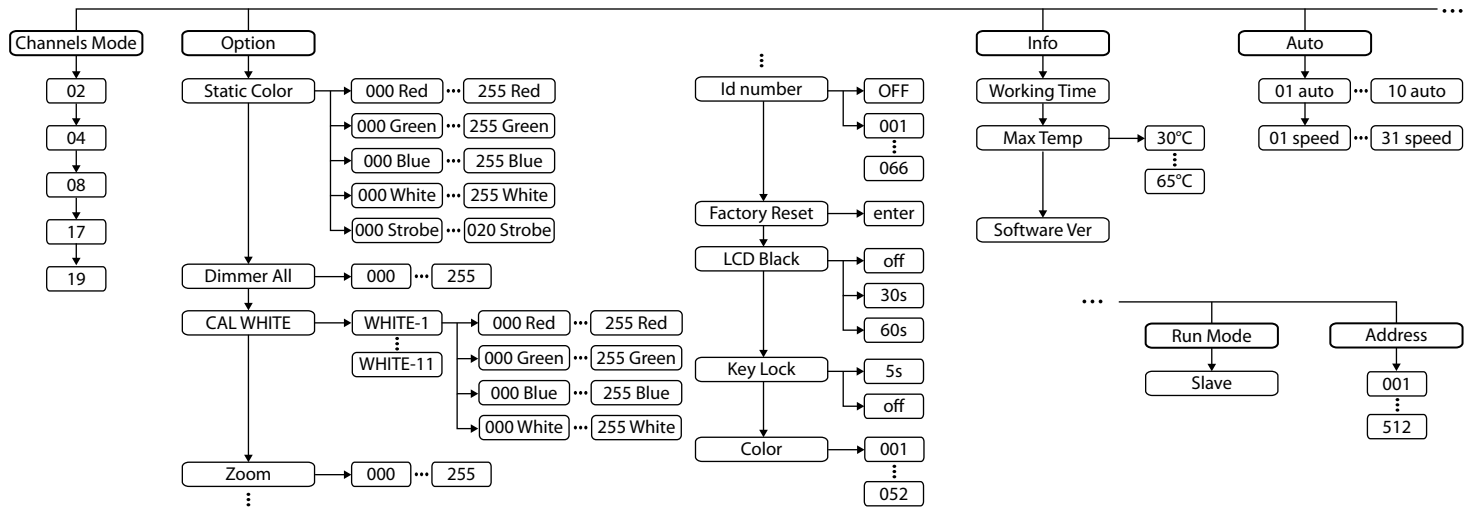 ...
Channels Mode
02
04
08
17
19
Option
Static Color
000 Red ... 255 Red
000 Green ... 255 Green
000 Blue ... 255 Blue
000 White ... 255 White
000 Strobe ... 020 Strobe
Dimmer All
000 ... 255
CAL WHITE
WHITE-1
WHITE-11
000 Red ... 255 Red
000 Green ... 255 Green
000 Blue ... 255 Blue
000 White ... 255 White
Zoom
000 ... 255
Id number
OFF
001
066
Factory Reset
enter
LCD Black
off
30s
60s
Key Lock
5s
off
Color
001
052
Info
Working Time
Max Temp
30°C
65°C
Software Ver
Auto
01 auto ... 10 auto
01 speed ... 31 speed
...
Run Mode
Slave
Address
001
512